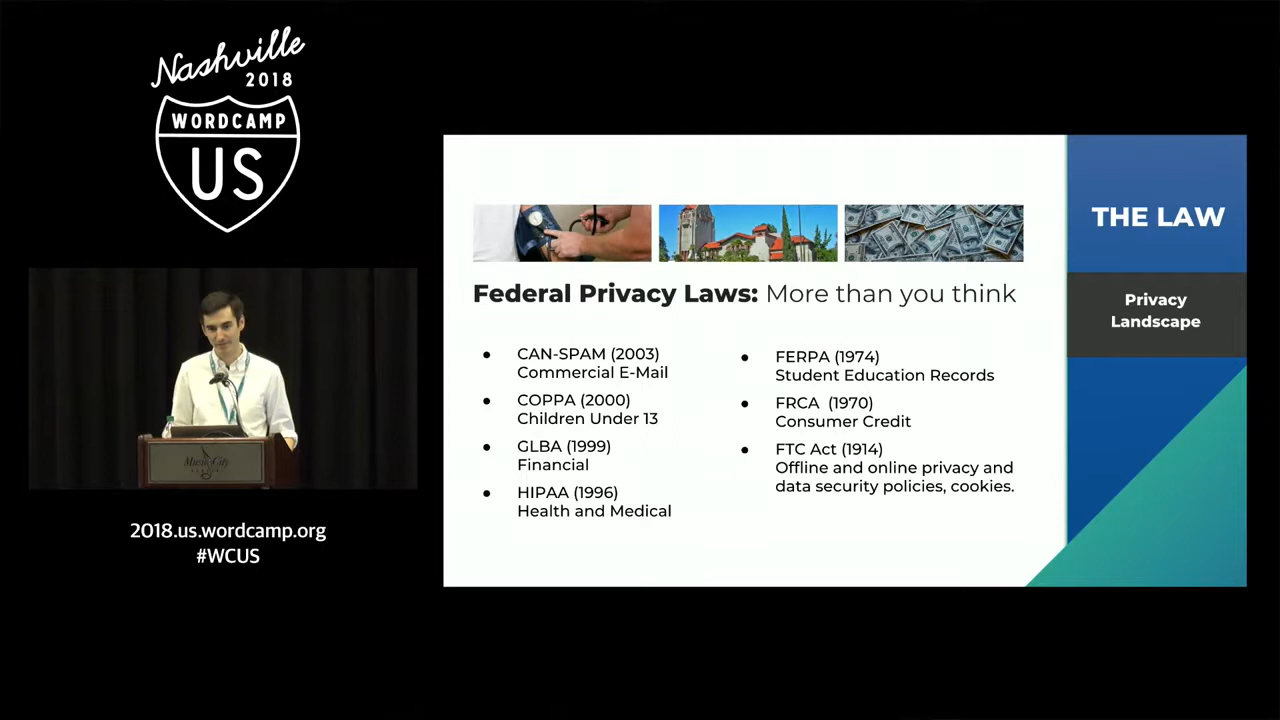 Nashville
2018
WORDCAMP
US
2018.us.wordcamp.org
#WCUS
Music City
THE LAW
Privacy
Landscape
Federal Privacy Laws: More than you think
● CAN-SPAM (2003)
Commercial E-Mail
● COPPA (2000)
Children Under 13
● GLBA (1999)
Financial
● HIPAA (1996)
Health and Medical
● FERPA (1974)
Student Education Records
● FRCA (1970)
Consumer Credit
● FTC Act (1914)
Offline and online privacy and
data security policies, cookies.